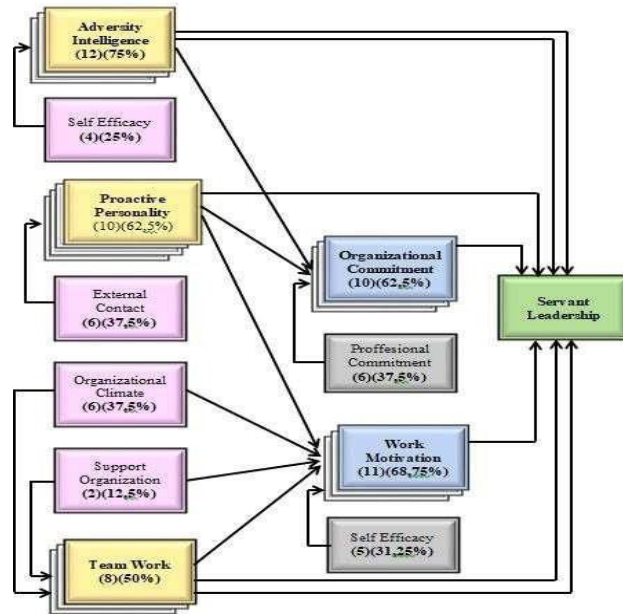 Adversity
Intelligence
(12)(75%)
Self Efficacy
(4)(25%)
Proactive
Personality
(10)(62,5%)
External
Contact
(6)(37,5%)
Organizational
Climate
(6)(37,5%)
Support
Organization
(2)(12,5%)
Team Work
(8)(50%)
Organizational
Commitment
(10)(62,5%)
Proffesional
Commitment
(6)(37,5%)
Work
Motivation
(11)(68,75%)
Self Efficacy
(5)(31,25%)
Servant
Leadership